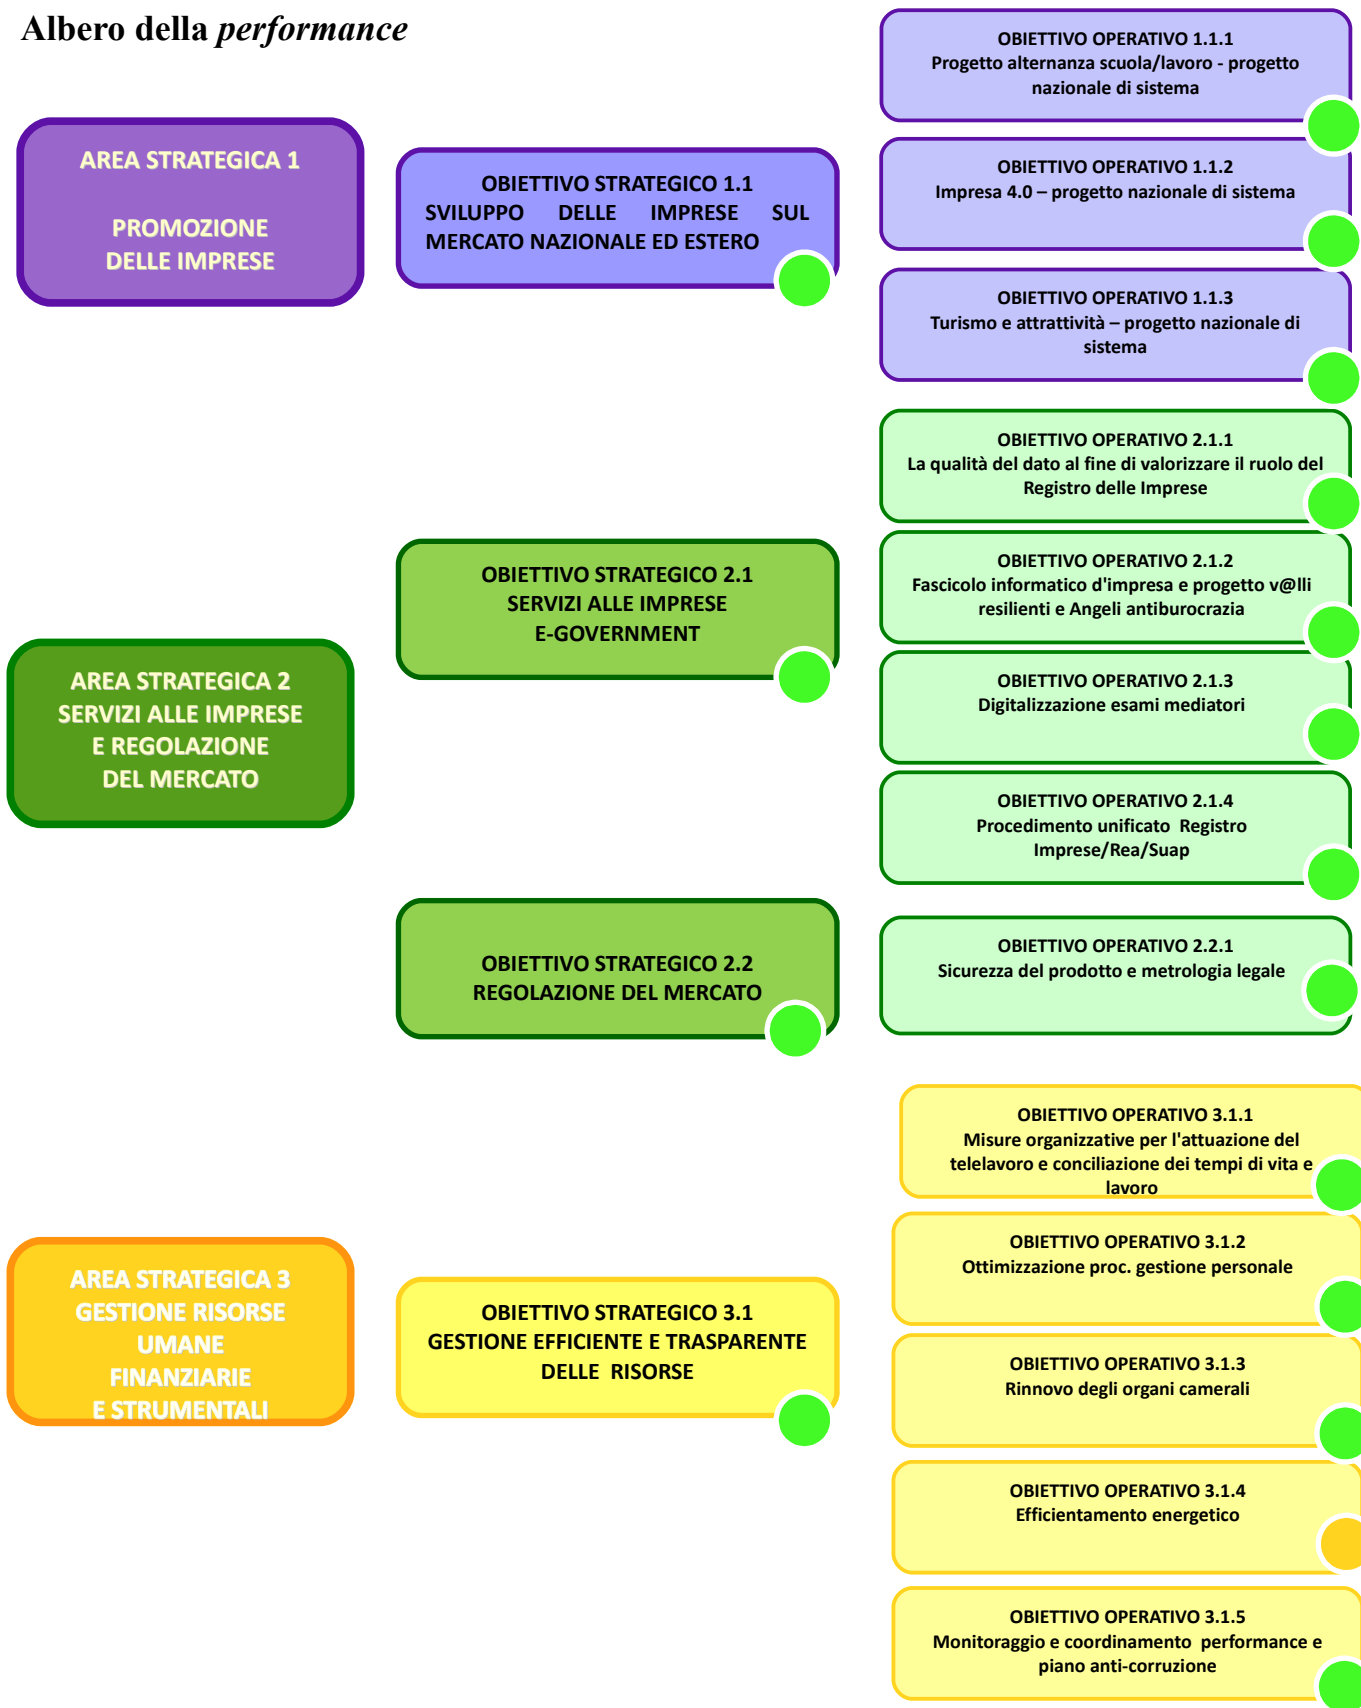 Albero della performance
AREA STRATEGICA 1
PROMOZIONE
DELLE IMPRESE
OBIETTIVO STRATEGICO 1.1
SVILUPPO DELLE IMPRESE SUL
MERCATO NAZIONALE ED ESTERO
OBIETTIVO OPERATIVO 1.1.1
Progetto alternanza scuola/lavoro - progetto
nazionale di sistema
OBIETTIVO OPERATIVO 1.1.2
Impresa 4.0 – progetto nazionale di sistema
OBIETTIVO OPERATIVO 1.1.3
Turismo e attrattività – progetto nazionale di
sistema
AREA STRATEGICA 2
SERVIZI ALLE IMPRESE
E REGOLAZIONE
DEL MERCATO
OBIETTIVO STRATEGICO 2.1
SERVIZI ALLE IMPRESE
E-GOVERNMENT
OBIETTIVO OPERATIVO 2.1.1
La qualità del dato al fine di valorizzare il ruolo del
Registro delle Imprese
OBIETTIVO OPERATIVO 2.1.2
Fascicolo informatico d'impresa e progetto v@lli
resilienti e Angeli antiburocrazia
OBIETTIVO OPERATIVO 2.1.3
Digitalizzazione esami mediatori
OBIETTIVO OPERATIVO 2.1.4
Procedimento unificato Registro
Imprese/Rea/Suap
OBIETTIVO STRATEGICO 2.2
REGOLAZIONE DEL MERCATO
OBIETTIVO OPERATIVO 2.2.1
Sicurezza del prodotto e metrologia legale
AREA STRATEGICA 3
GESTIONE RISORSE
UMANE
FINANZIARIE
E STRUMENTALI
OBIETTIVO STRATEGICO 3.1
GESTIONE EFFICIENTE E TRASPARENTE
DELLE RISORSE
OBIETTIVO OPERATIVO 3.1.1
Misure organizzative per l'attuazione del
telelavoro e conciliazione dei tempi di vita e
lavoro
OBIETTIVO OPERATIVO 3.1.2
Ottimizzazione proc. gestione personale
OBIETTIVO OPERATIVO 3.1.3
Rinnovo degli organi camerali
OBIETTIVO OPERATIVO 3.1.4
Efficientamento energetico
OBIETTIVO OPERATIVO 3.1.5
Monitoraggio e coordinamento performance e
piano anti-corruzione